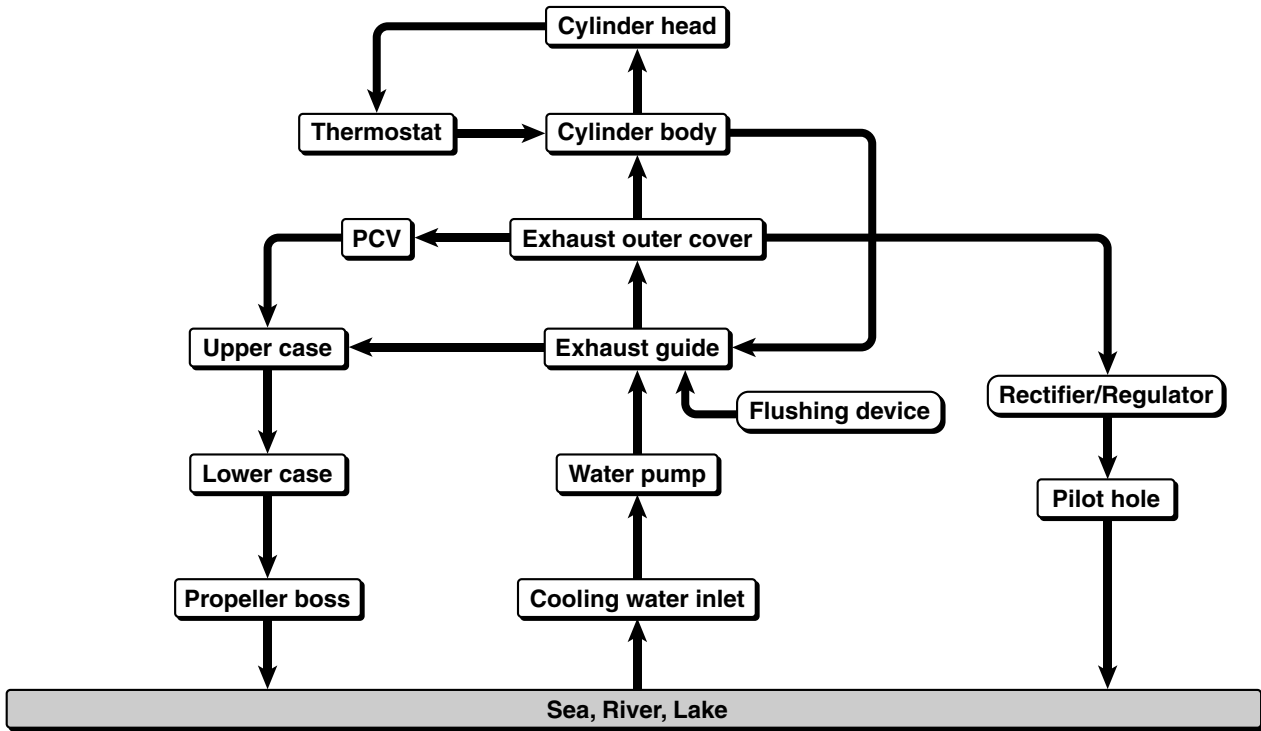 Cylinder head
Thermostat
Cylinder body
PCV
Exhaust outer cover
Upper case
Exhaust guide
Rectifier/Regulator
Flushing device
Lower case
Water pump
Pilot hole
Propeller boss
Cooling water inlet
Sea, River, Lake